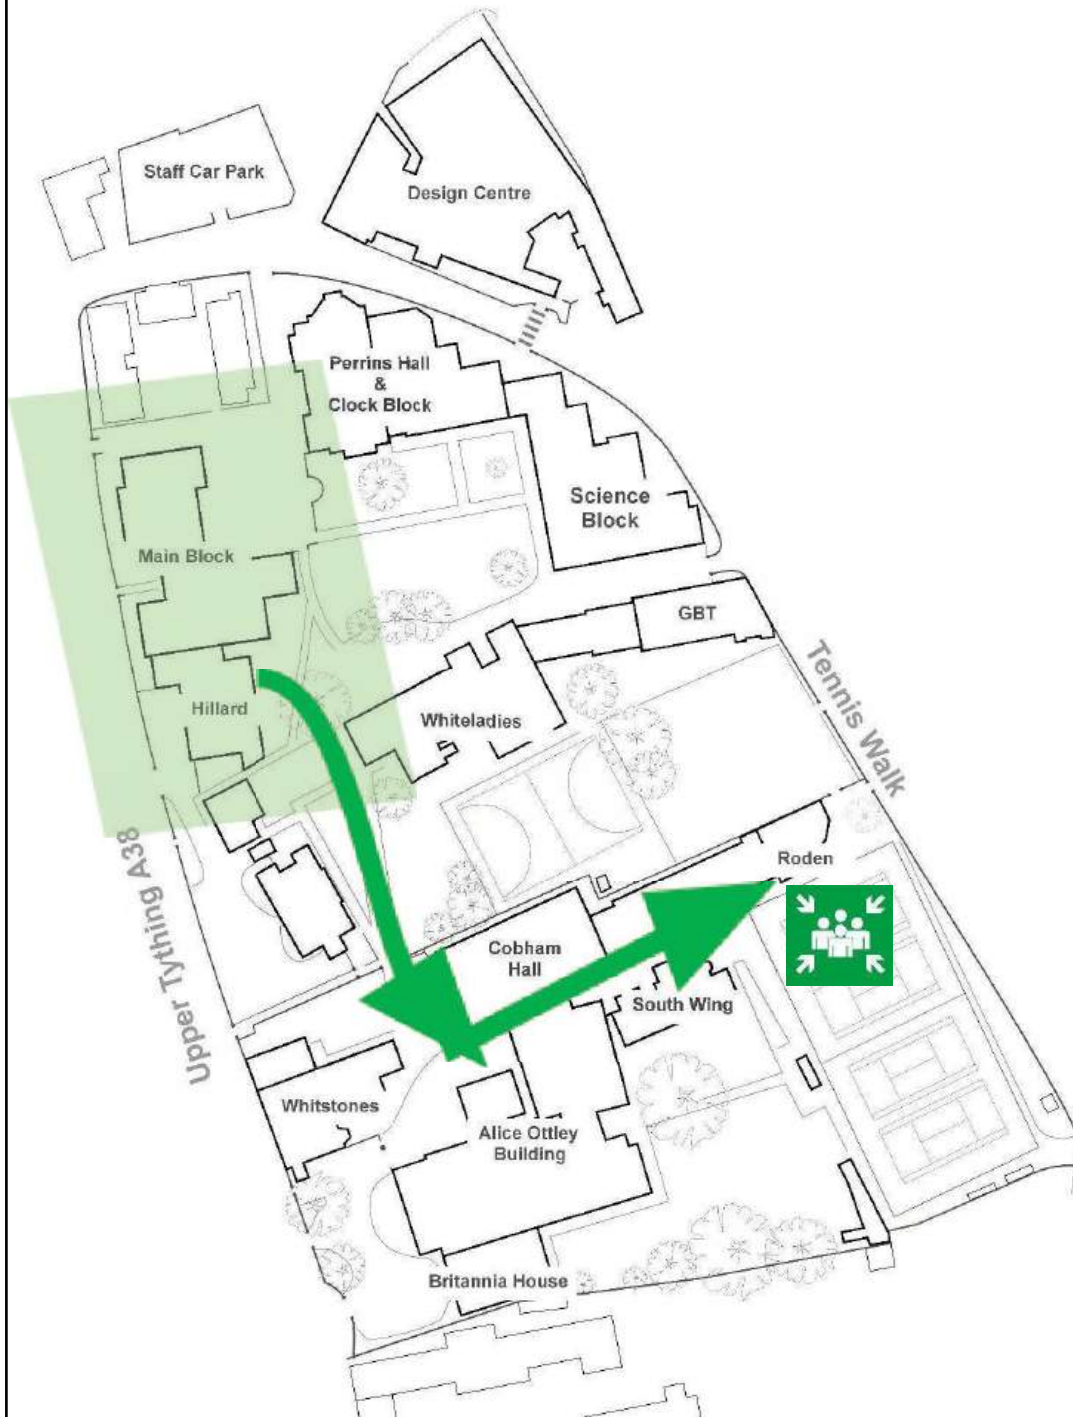 Staff Car Park
Design Centre
Perrins Hall
&
Clock Block
Science
Block
Main Block
GBT
Tennis Walk
Hillard
Whiteladies
Upper Tything A38
Roden
Cobham
Hall
South Wing
Whitstones
Alice Ottley
Building
Britannia House